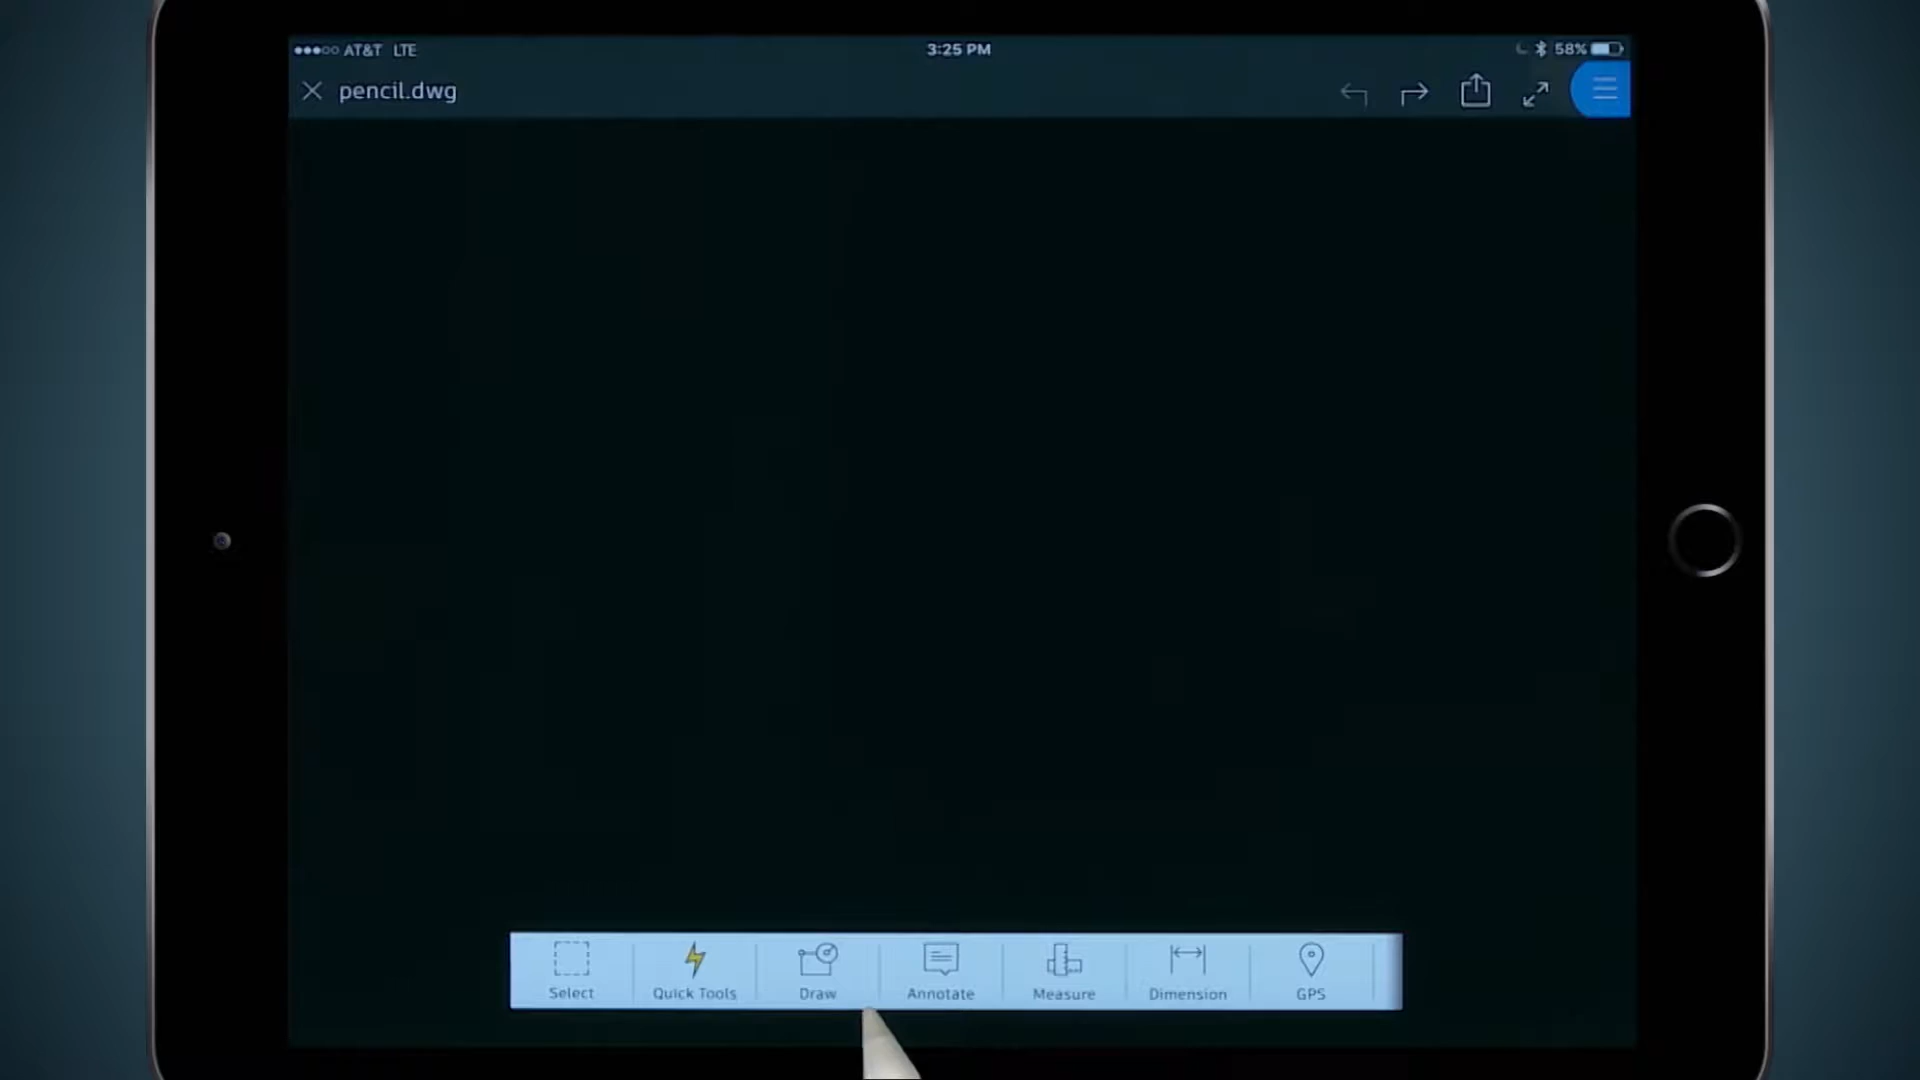 AT&T LTE
3:25 PM
58%
pencil.dwg
Select
Quick Tools
Draw
Annotate
Measure
Dimension
GPS